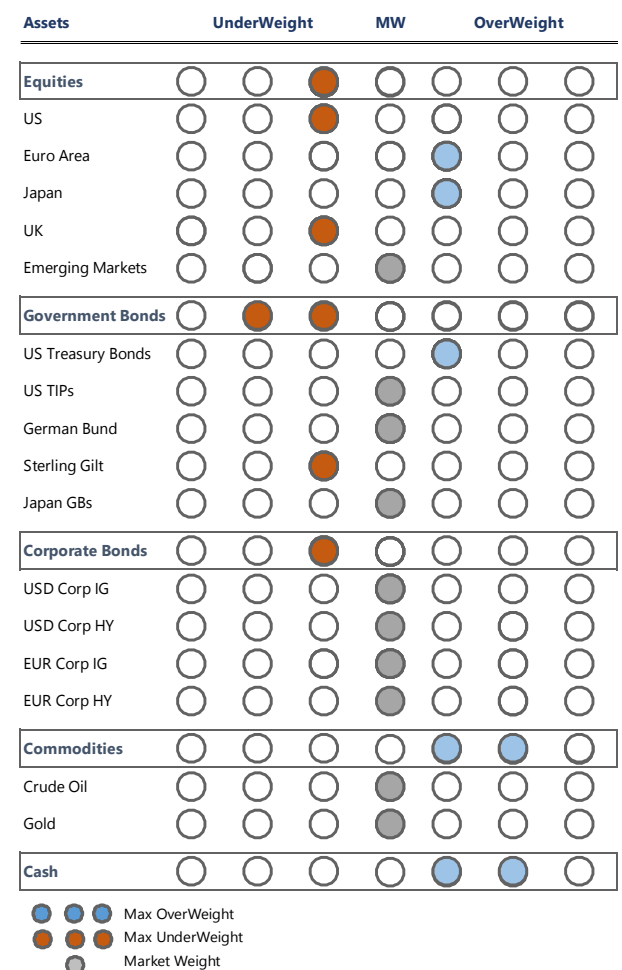 Assets UnderWeight MW OverWeight
Equities
US
Euro Area
Japan
UK
Emerging Markets
Government Bonds
US Treasury Bonds
US TIPs
German Bund
Sterling Gilt
Japan GBs
Corporate Bonds
USD Corp IG
USD Corp HY
EUR Corp IG
EUR Corp HY
Commodities
Crude Oil
Gold
Cash
Max OverWeight
Max UnderWeight
Market Weight